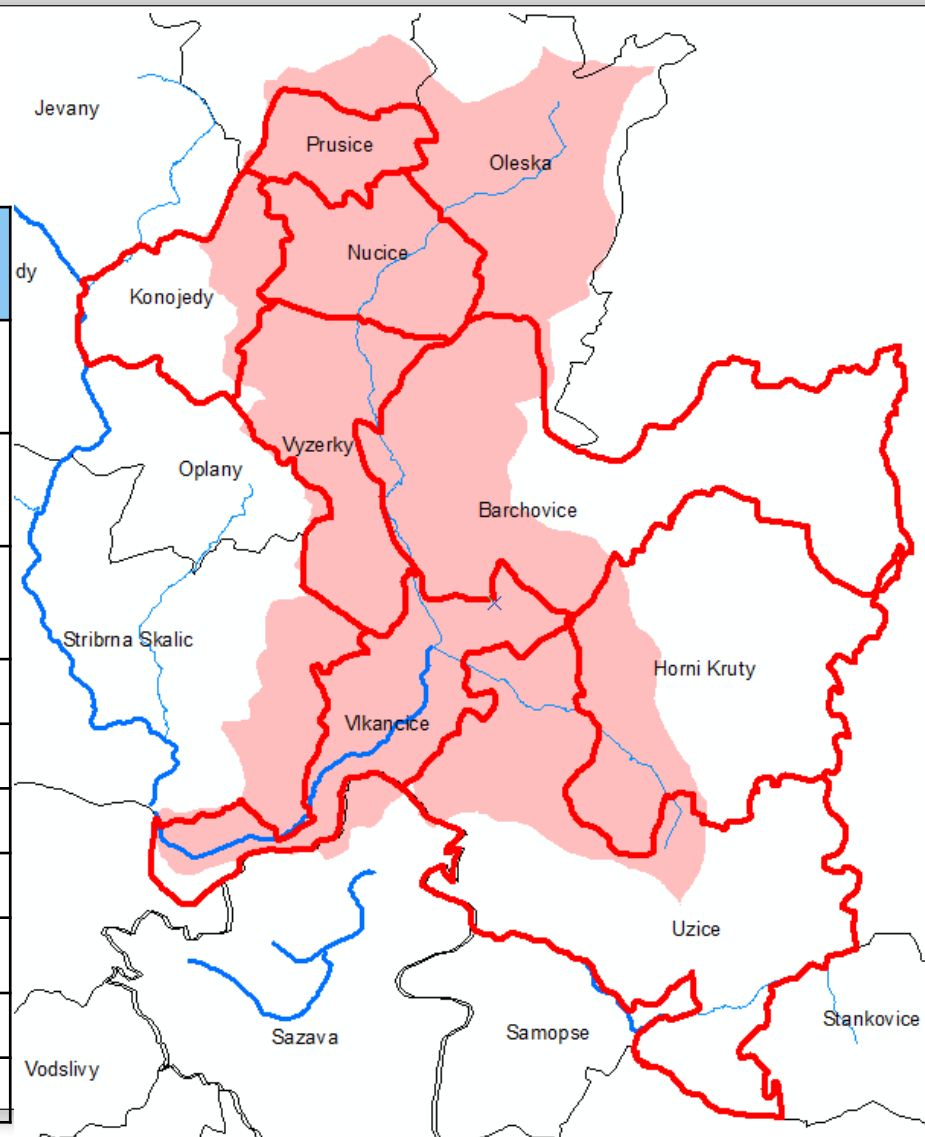 Jevany
Prusice
Oleska
Nucice
dy
Konojedy
Vyzerky
Oplany
Barchovice
Stribrna Skalic
Horni Kruty
Vlkancice
Uzice
Stankovice
Samopse
Sazava
Vodslivy